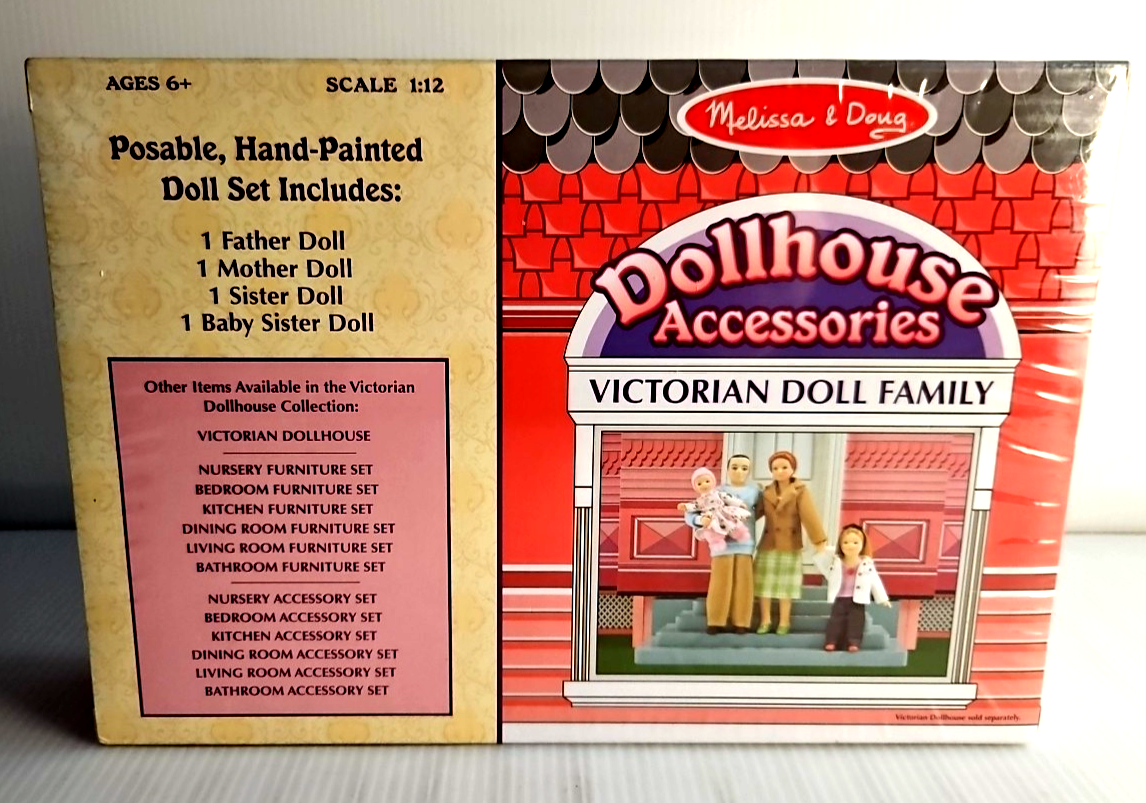 AGES 6+
SCALE 1:12
Posable, Hand-Painted
Doll Set Includes:
1 Father Doll
1 Mother Doll
1 Sister Doll
1 Baby Sister Doll
Other Items Available in the Victorian
Dollhouse Collection:
VICTORIAN DOLLHOUSE
NURSERY FURNITURE SET
BEDROOM FURNITURE SET
KITCHEN FURNITURE SET
DINING ROOM FURNITURE SET
LIVING ROOM FURNITURE SET
BATHROOM FURNITURE SET
NURSERY ACCESSORY SET
BEDROOM ACCESSORY SET
KITCHEN ACCESSORY SET
DINING ROOM ACCESSORY SET
LIVING ROOM ACCESSORY SET
BATHROOM ACCESSORY SET
Melissa & Doug
Dollhouse
Accessories
VICTORIAN DOLL FAMILY
Victorian Dollhouse sold separately.